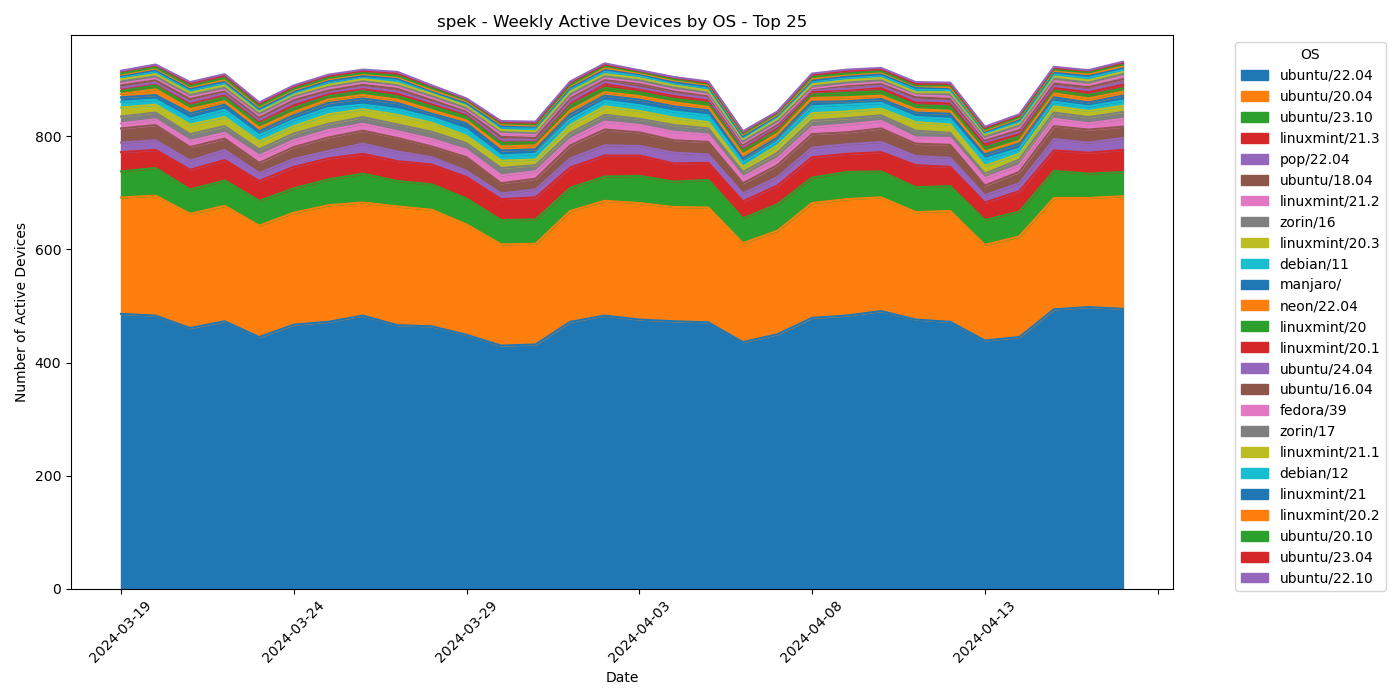 spek - Weekly Active Devices by OS - Top 25
Number of Active Devices
800
600
400
200
0
2024-03-19
2024-03-24
2024-03-29
2024-04-03
2024-04-08
2024-04-13
Date
OS
ubuntu/22.04
ubuntu/20.04
ubuntu/23.10
linuxmint/21.3
pop/22.04
ubuntu/18.04
linuxmint/21.2
zorin/16
linuxmint/20.3
debian/11
manjaro/
neon/22.04
linuxmint/20
linuxmint/20.1
ubuntu/24.04
ubuntu/16.04
fedora/39
zorin/17
linuxmint/21.1
debian/12
linuxmint/21
linuxmint/20.2
ubuntu/20.10
ubuntu/23.04
ubuntu/22.10